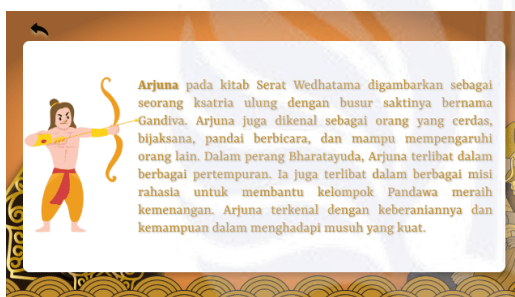 Arjuna pada kitab Serat Wedhatama digambarkan sebagai
seorang ksatria ulung dengan busur saktinya bernama
Gandiva. Arjuna juga dikenal sebagai orang yang cerdas,
bijaksana, pandai berbicara, dan mampu mempengaruhi
orang lain. Dalam perang Bharatayuda, Arjuna terlibat dalam
berbagai pertempuran. Ia juga terlibat dalam berbagai misi
rahasia untuk membantu kelompok Pandawa meraih
kemenangan. Arjuna terkenal dengan keberaniannya dan
kemampuan dalam menghadapi musuh yang kuat.